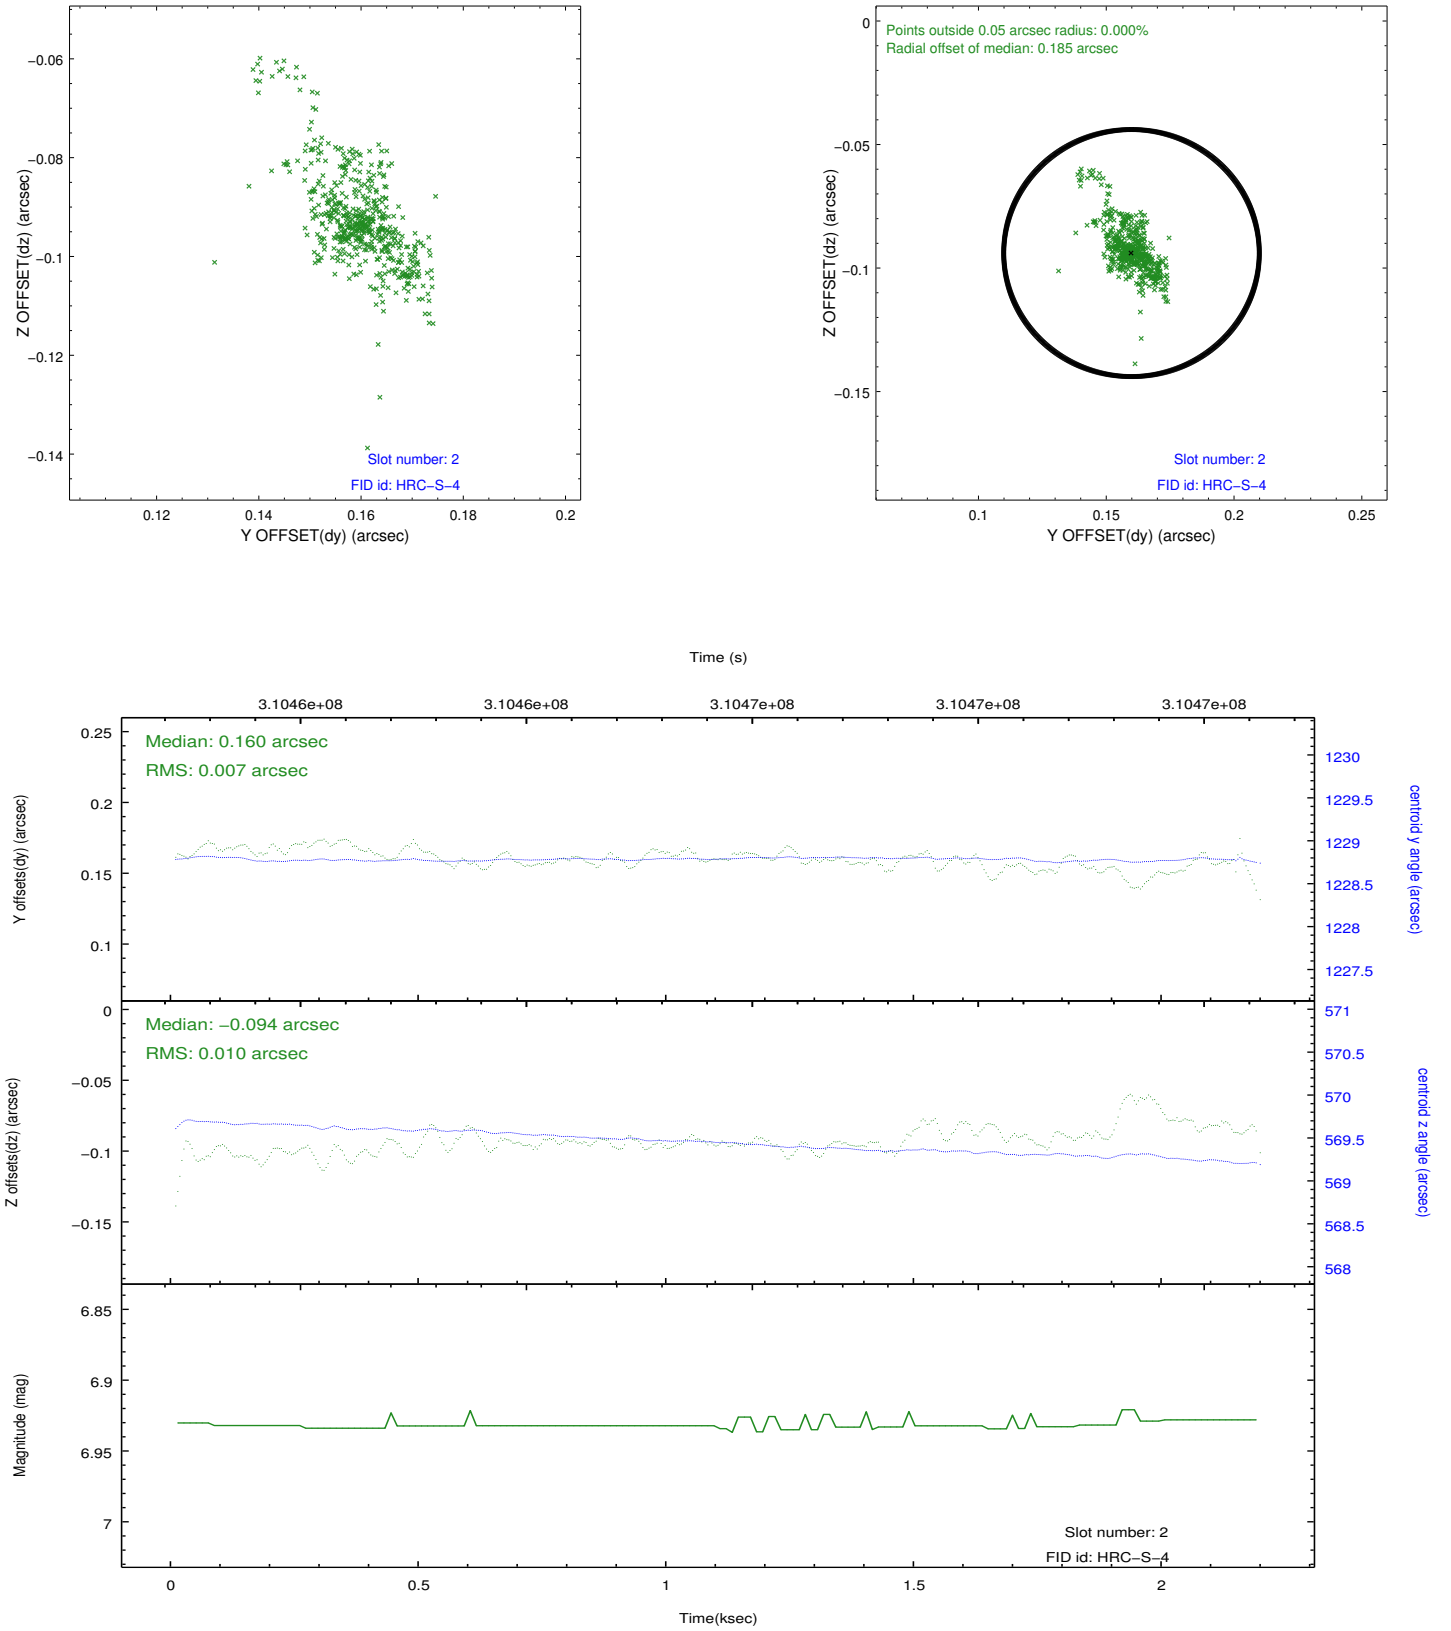 −0.06
−0.08
−0.1
−0.12
−0.14
Z OFFSET(dz) (arcsec)
Slot number: 2
FID id: HRC−S−4
0.12
0.14
0.16
0.18
0.2
Y OFFSET(dy) (arcsec)
Points outside 0.05 arcsec radius: 0.000%
Radial offset of median: 0.185 arcsec
0
−0.05
−0.1
−0.15
Z OFFSET(dz) (arcsec)
Slot number: 2
FID id: HRC−S−4
0.1
0.15
0.2
0.25
Y OFFSET(dy) (arcsec)
Time (s)
3.1046e+08
3.1046e+08
3.1047e+08
3.1047e+08
3.1047e+08
Median: 0.160 arcsec
RMS: 0.007 arcsec
0.25
0.2
0.15
0.1
Y offsets(dy) (arcsec)
1230
1229.5
1229
1228.5
1228
1227.5
centroid y angle (arcsec)
Median: −0.094 arcsec
RMS: 0.010 arcsec
0
−0.05
−0.1
−0.15
Z offsets(dz) (arcsec)
571
570.5
570
569.5
569
568.5
568
centroid z angle (arcsec)
6.85
6.9
6.95
7
Magnitude (mag)
Slot number: 2
FID id: HRC−S−4
0
0.5
1
1.5
2
Time(ksec)